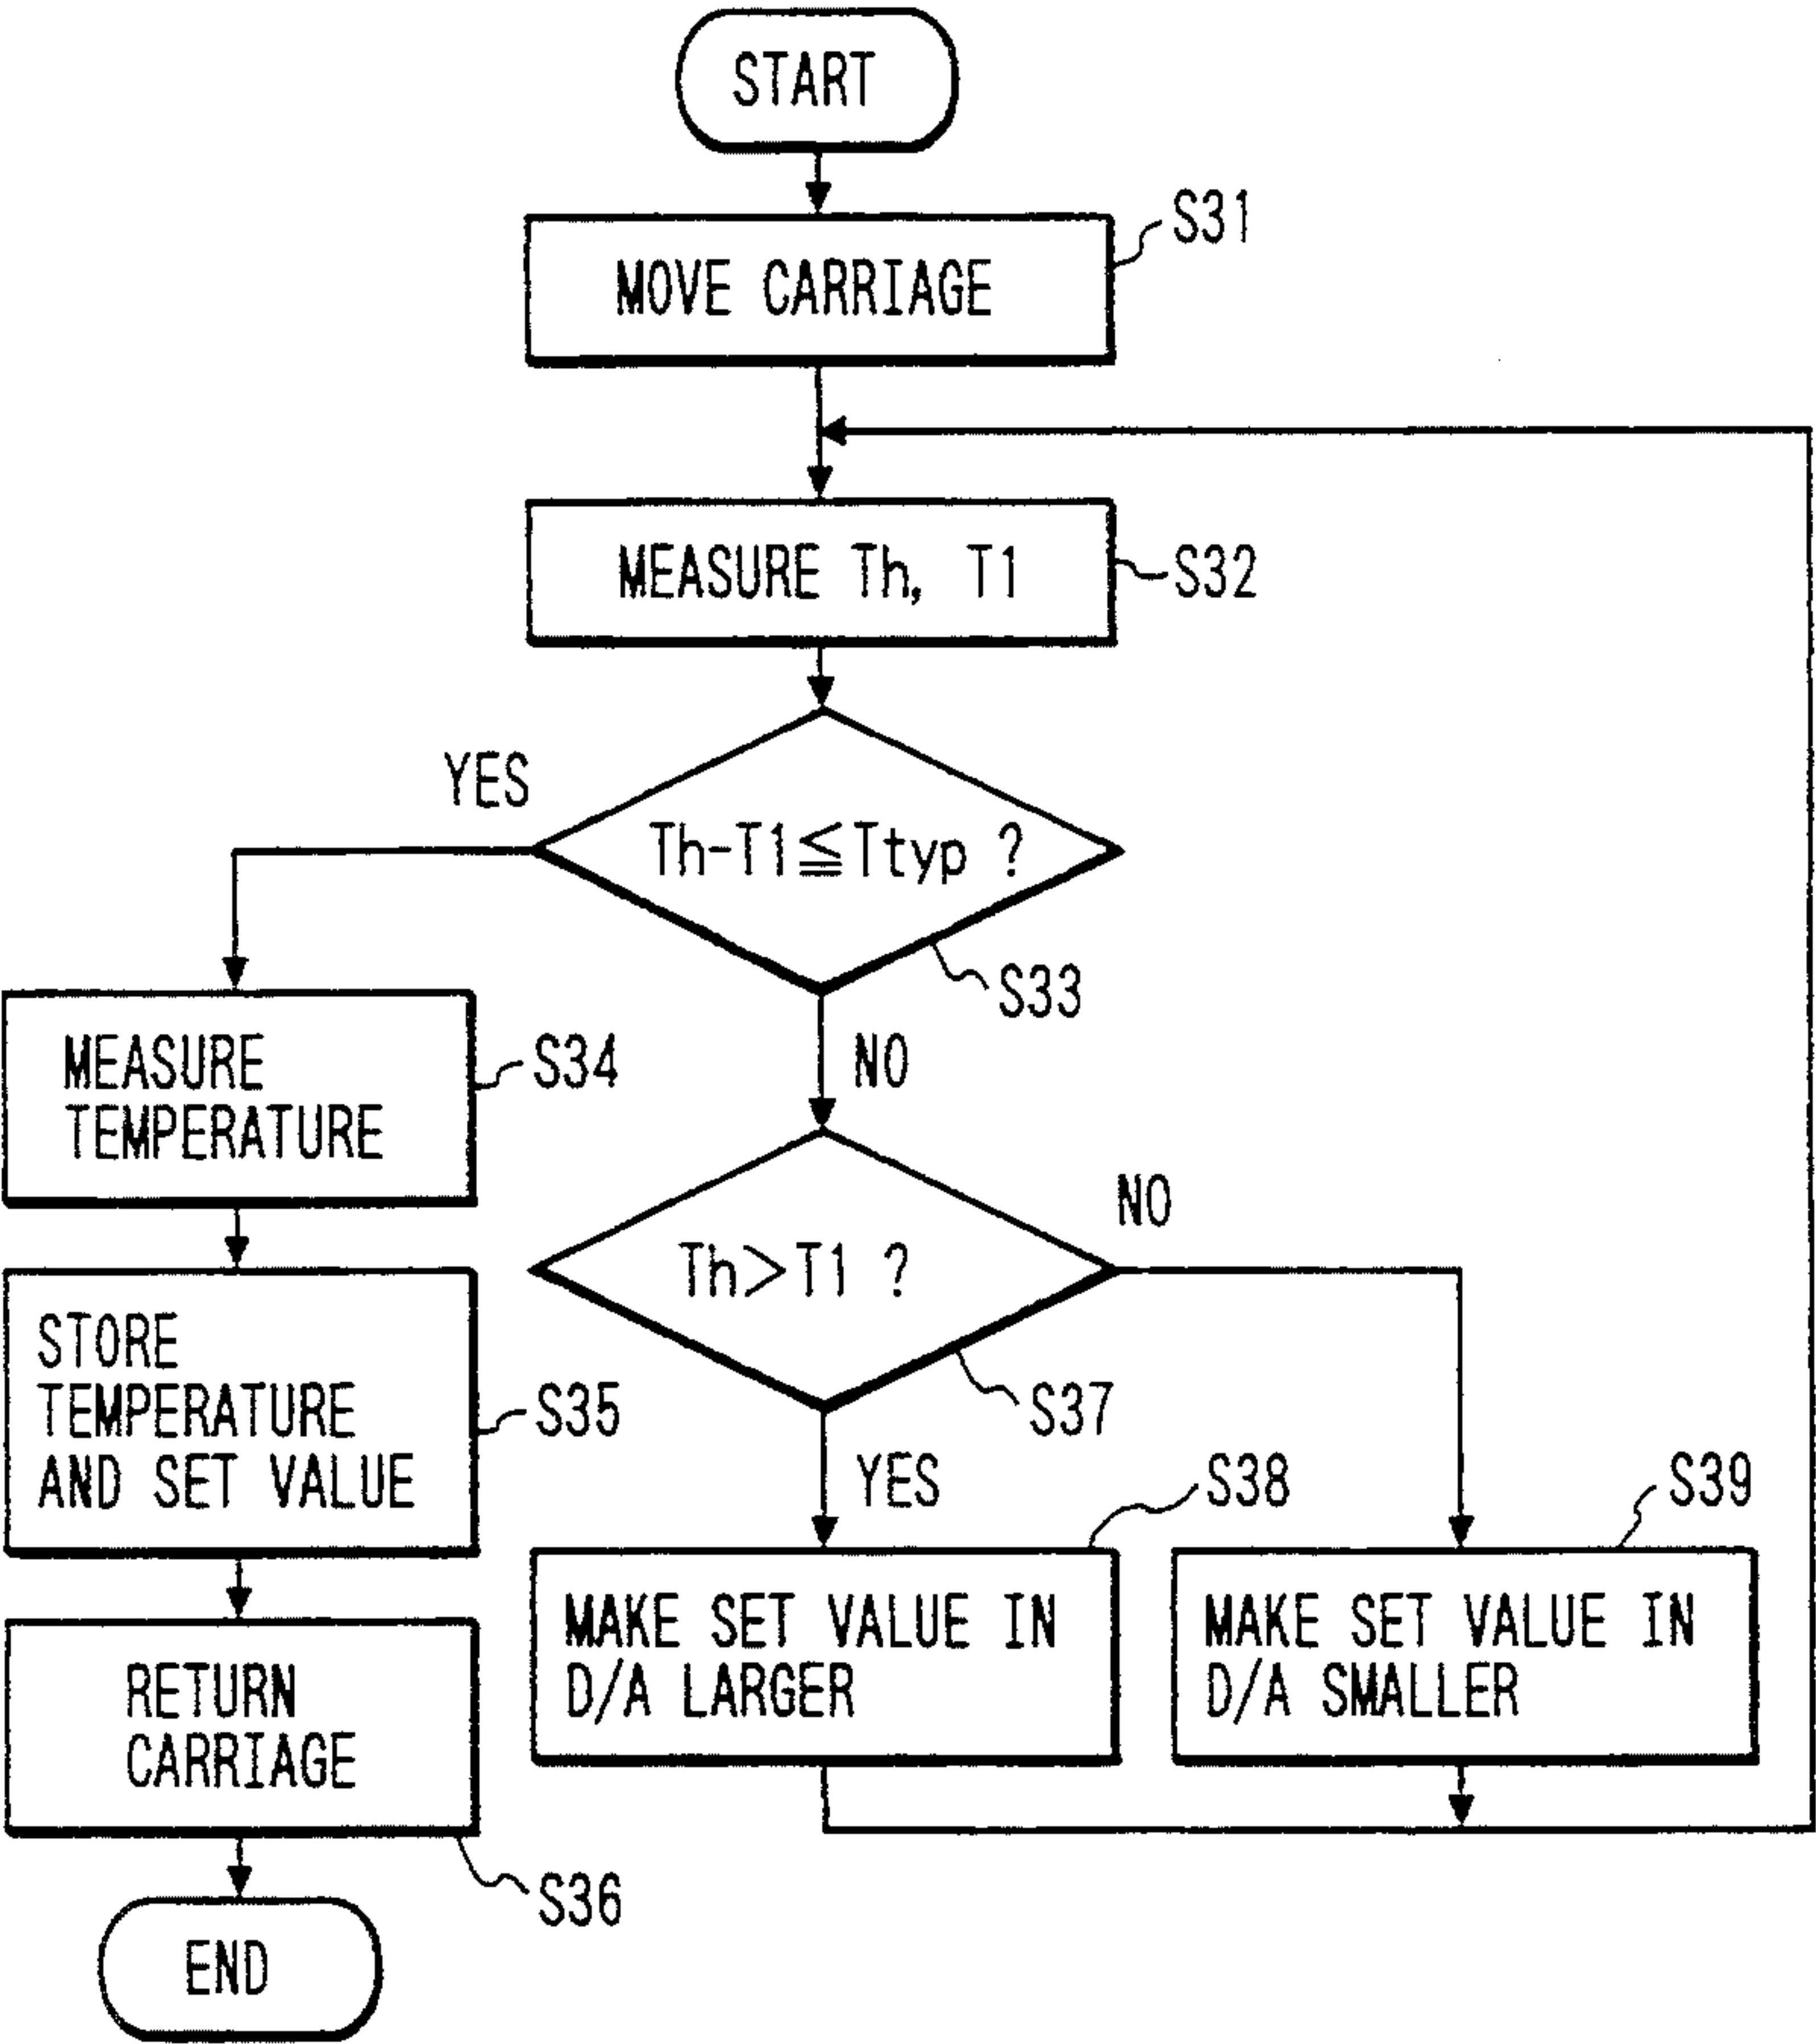 START
S31
MOVE CARRIAGE
MEASURE Th, T1
S32
YES
Th-T1≦Ttyp ?
S33
NO
MEASURE
TEMPERATURE
S34
NO
Th>T1 ?
S37
STORE
TEMPERATURE
AND SET VALUE
S35
YES
S38
S39
MAKE SET VALUE IN
D/A LARGER
MAKE SET VALUE IN
D/A SMALLER
RETURN
CARRIAGE
S36
END